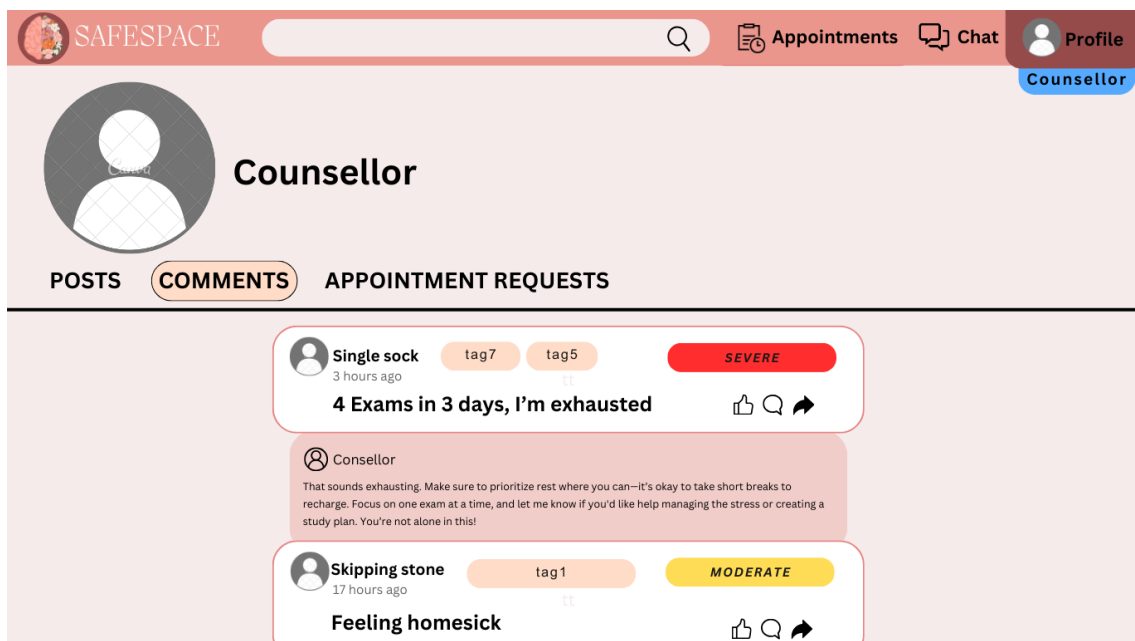 SAFESPACE
Appointments
Chat
Profile
Counsellor
Canva
Counsellor
POSTS
COMMENTS
APPOINTMENT REQUESTS
Single sock
tag7
tag5
SEVERE
3 hours ago
tt
4 Exams in 3 days, I'm exhausted
Consellor
That sounds exhausting. Make sure to prioritize rest where you can—it's okay to take short breaks to
recharge. Focus on one exam at a time, and let me know if you'd like help managing the stress or creating a
study plan. You're not alone in this!
Skipping stone
tag1
MODERATE
17 hours ago
tt
Feeling homesick